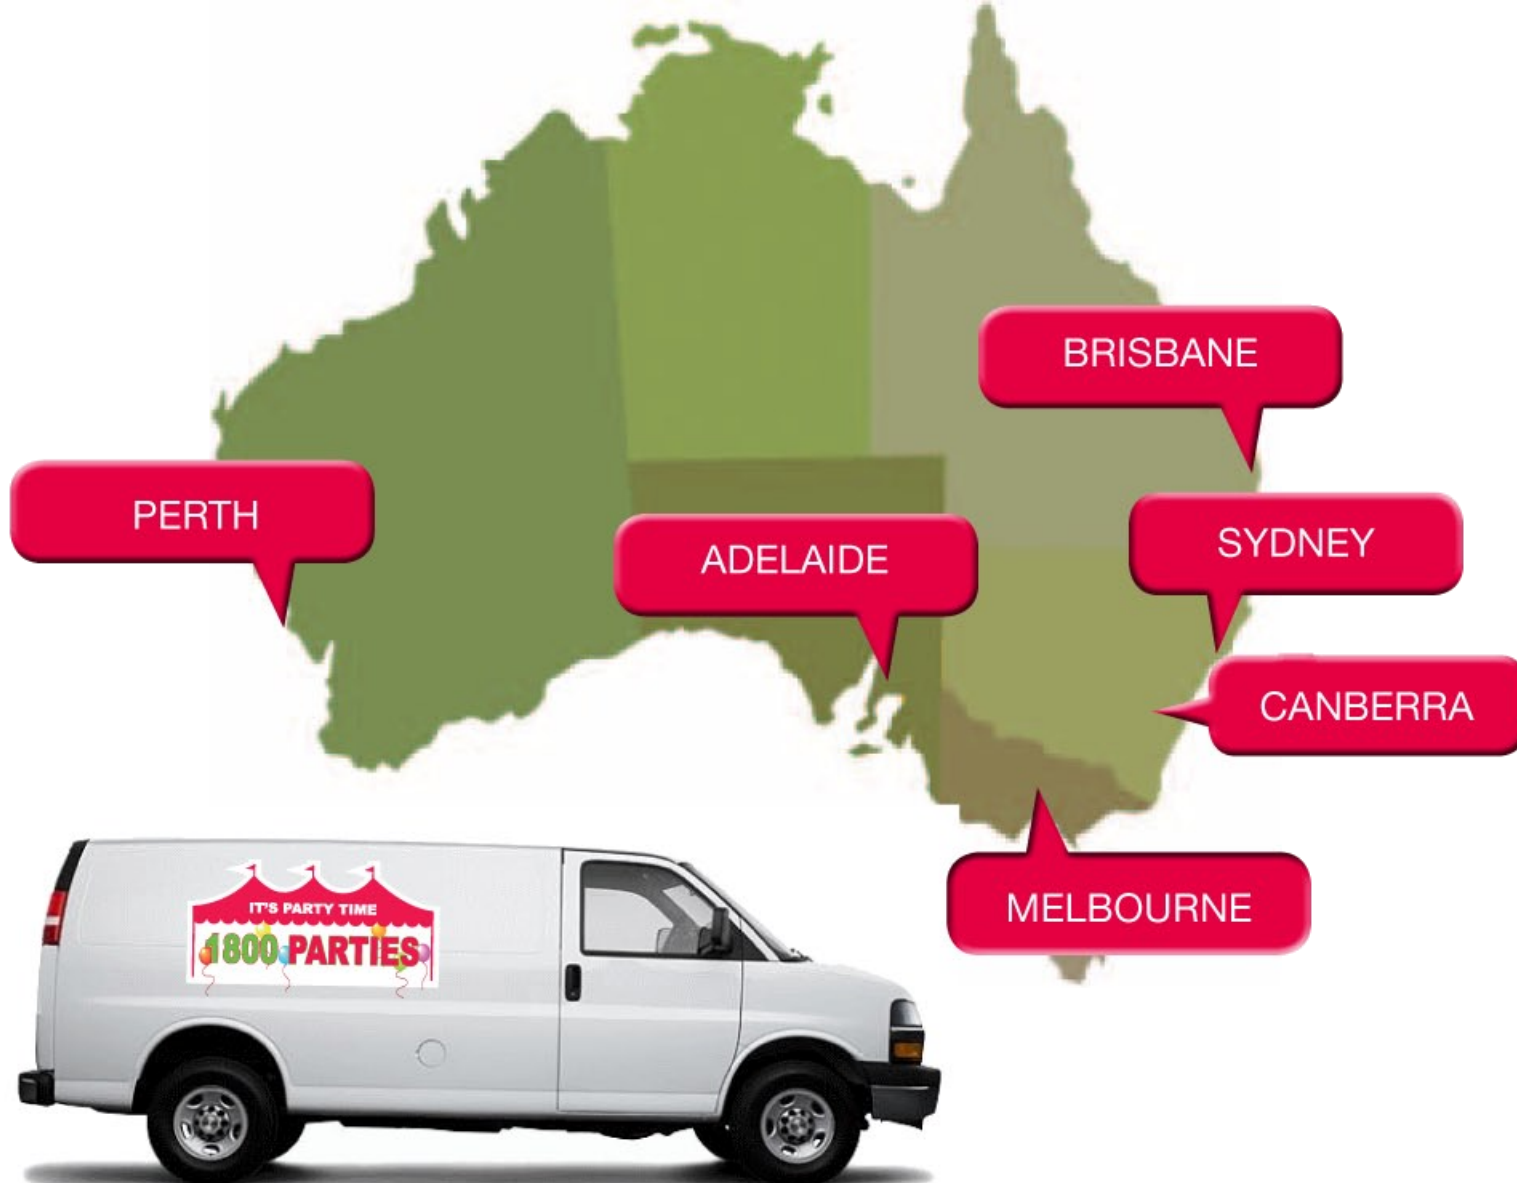 BRISBANE
PERTH
SYDNEY
ADELAIDE
CANBERRA
MELBOURNE
IT'S PARTY TIME
1800 PARTIES